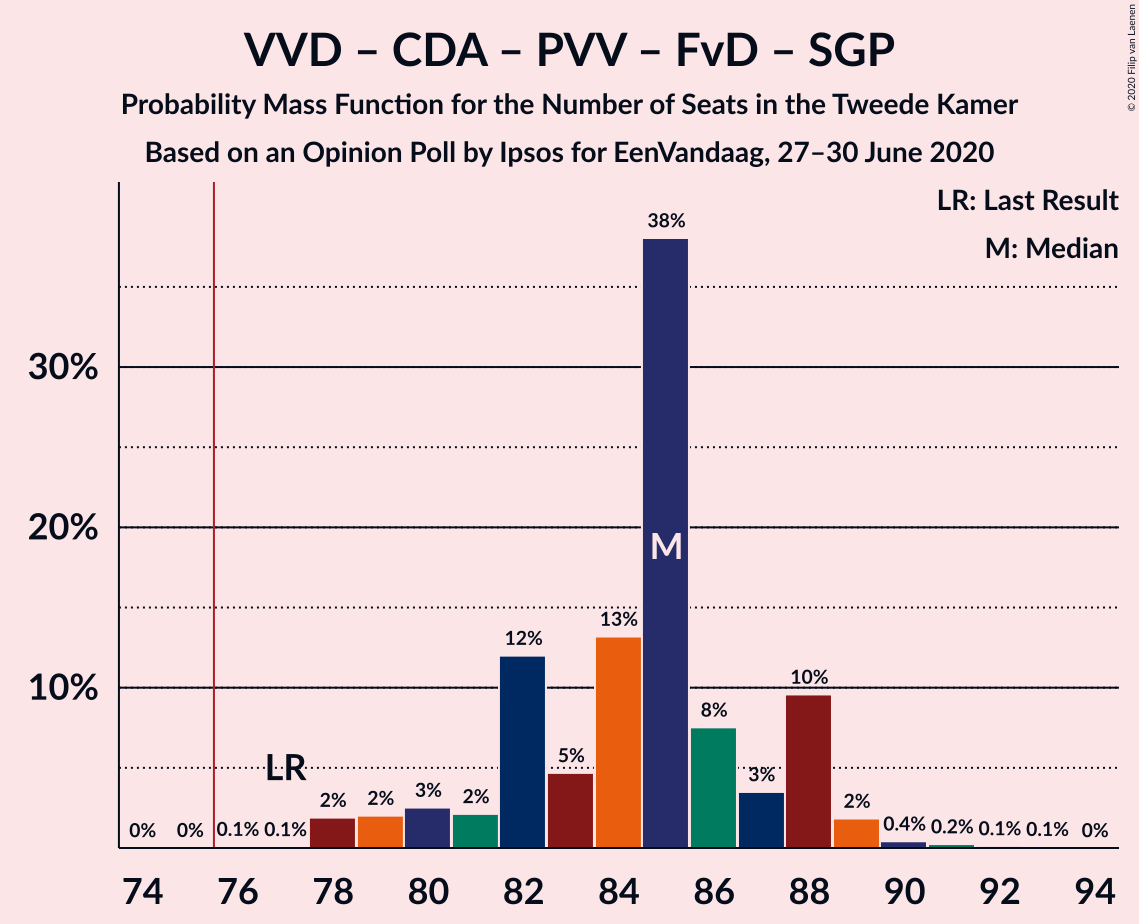 VVD – CDA – PVV – FvD – SGP
Probability Mass Function for the Number of Seats in the Tweede Kamer
Based on an Opinion Poll by Ipsos for EenVandaag, 27–30 June 2020
© 2020 Filip van Laenen
LR: Last Result
M: Median
38%
30%
M
20%
13%
12%
10%
10%
8%
5%
LR
3%
2%
2%
3%
2%
2%
0%
0%
0.1%
0.1%
0.4%
0.2%
0.1%
0.1%
0%
74 76 78 80 82 84 86 88 90 92 94